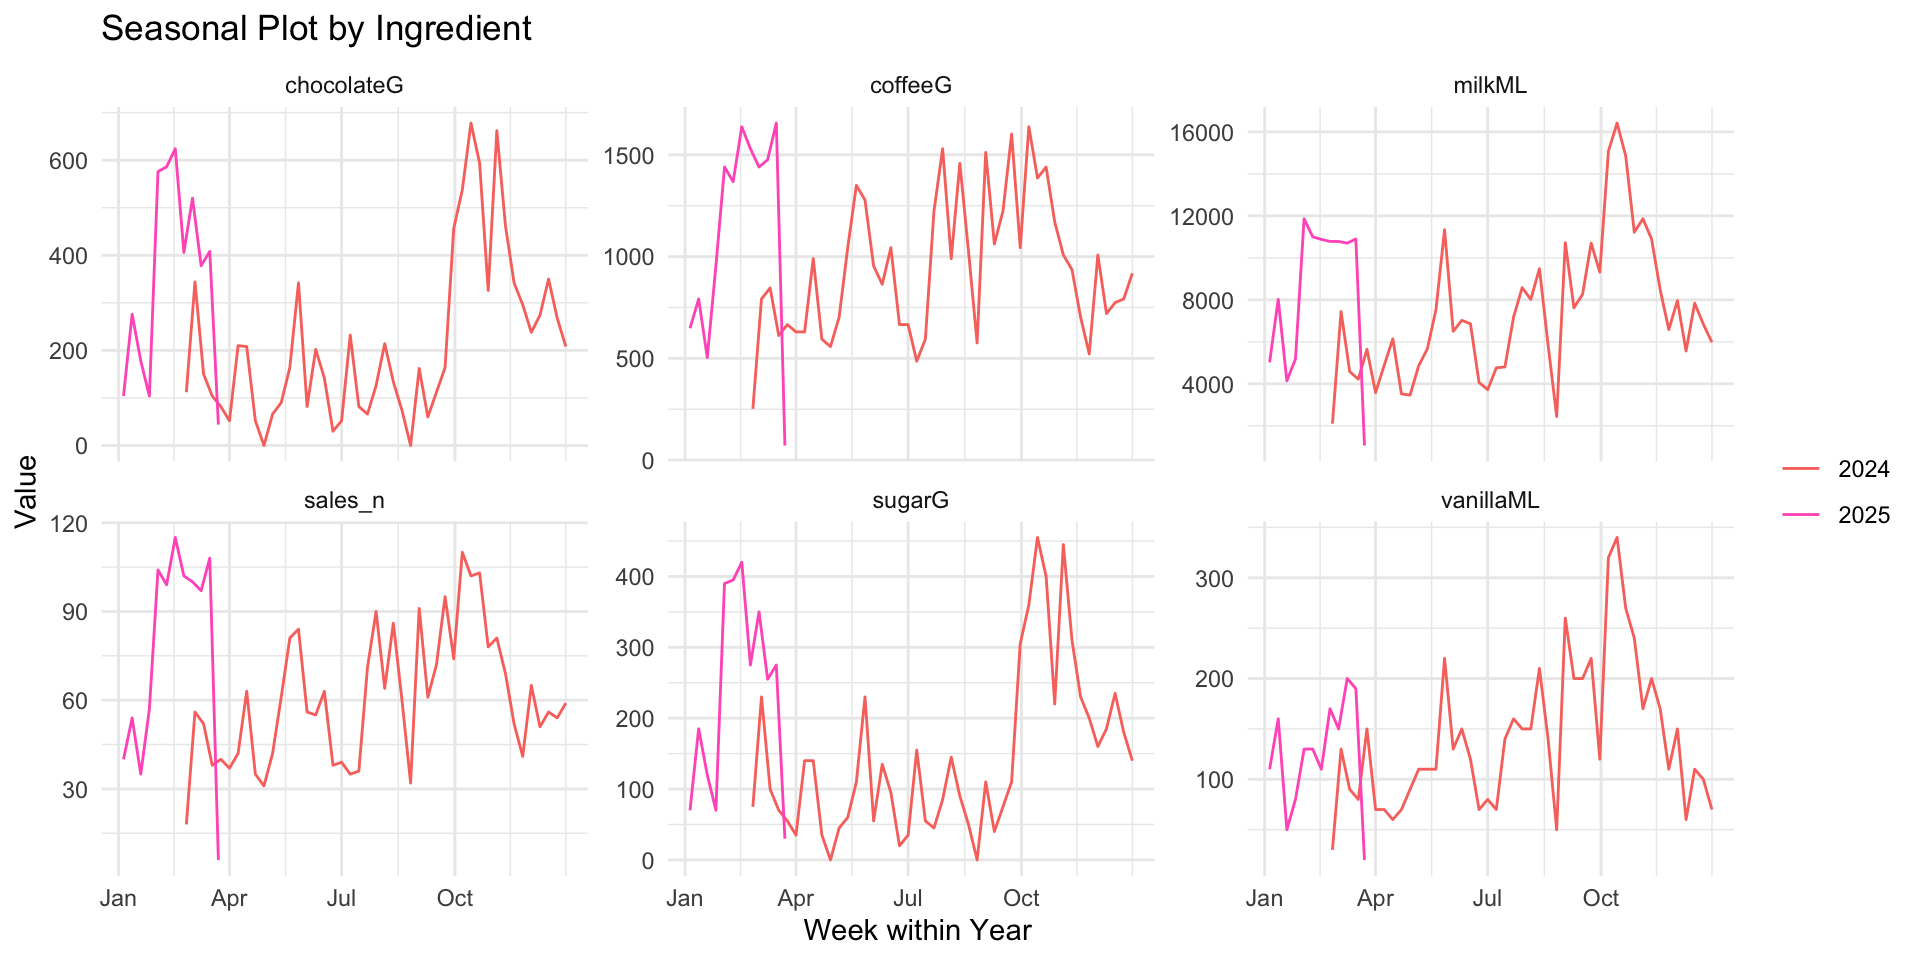 Seasonal Plot by Ingredient
chocolateG
coffeeG
milkML
600
400
200
0
1500
1000
500
0
16000
12000
8000
4000
Value
sales_n
sugarG
vanillaML
120
90
60
30
400
300
200
100
0
300
200
100
Jan Apr Jul Oct
Jan Apr Jul Oct
Jan Apr Jul Oct
Week within Year
2024
2025